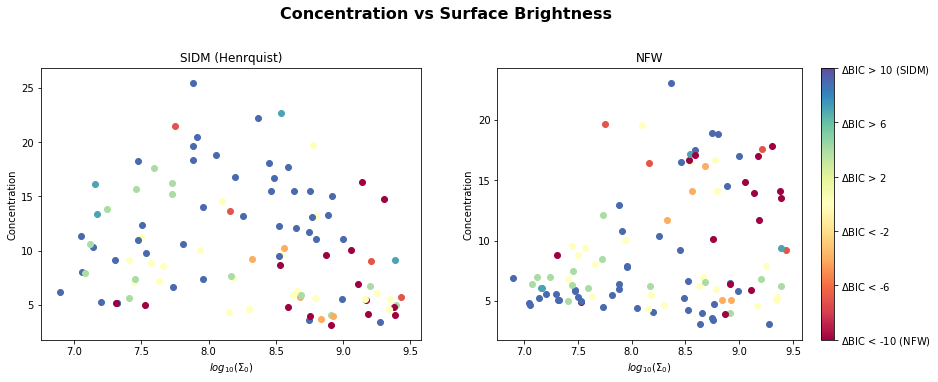 Concentration vs Surface Brightness
SIDM (Henrquist)
NFW
Concentration
25
20
15
10
5
7.0 7.5 8.0 8.5 9.0 9.5
log10(Σ0)
Concentration
20
15
10
5
7.0 7.5 8.0 8.5 9.0 9.5
log10(Σ0)
ΔBIC > 10 (SIDM)
ΔBIC > 6
ΔBIC > 2
ΔBIC < -2
ΔBIC < -6
ΔBIC < -10 (NFW)